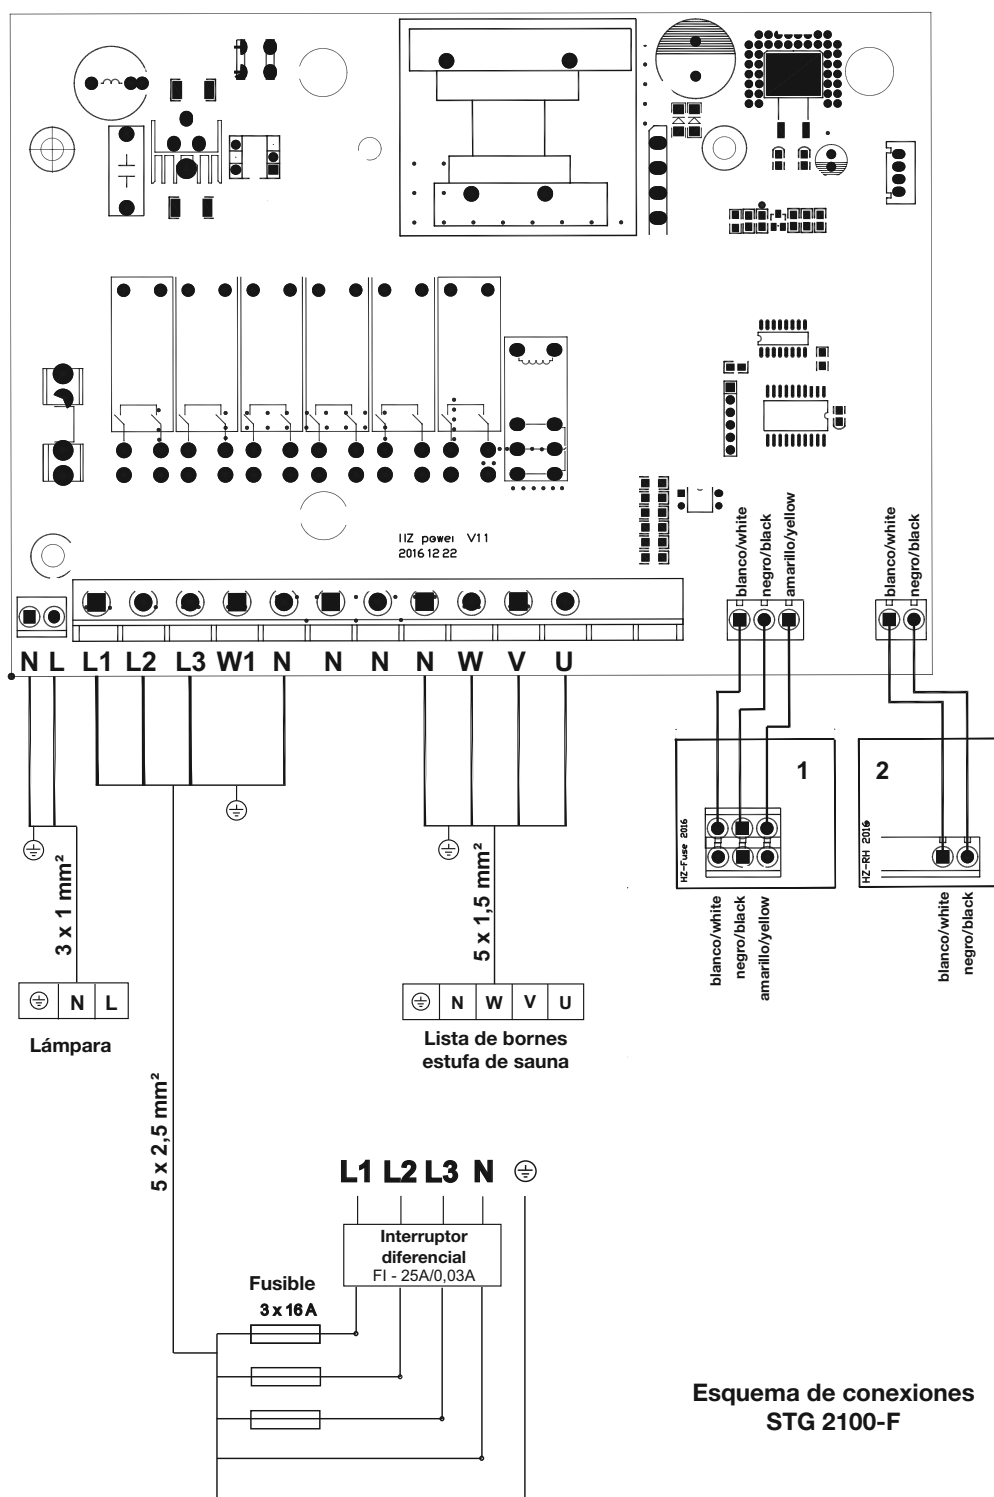 IIZ power V11
2016 12 22
blanco/white
negro/black
amarillo/yellow
blanco/white
negro/black
N L L1 L2 L3 W1 N N N N W V U
1
2
HZ-Fuse 2016
HZ-RH 2016
blanco/white
negro/black
amarillo/yellow
blanco/white
negro/black
3 x 1 mm²
5 x 1,5 mm²
N L
Lámpara
N W V U
Lista de bornes
estufa de sauna
5 x 2,5 mm²
L1 L2 L3 N
Interruptor
diferencial
FI - 25A/0,03A
Fusible
3 x 16 A
Esquema de conexiones
STG 2100-F